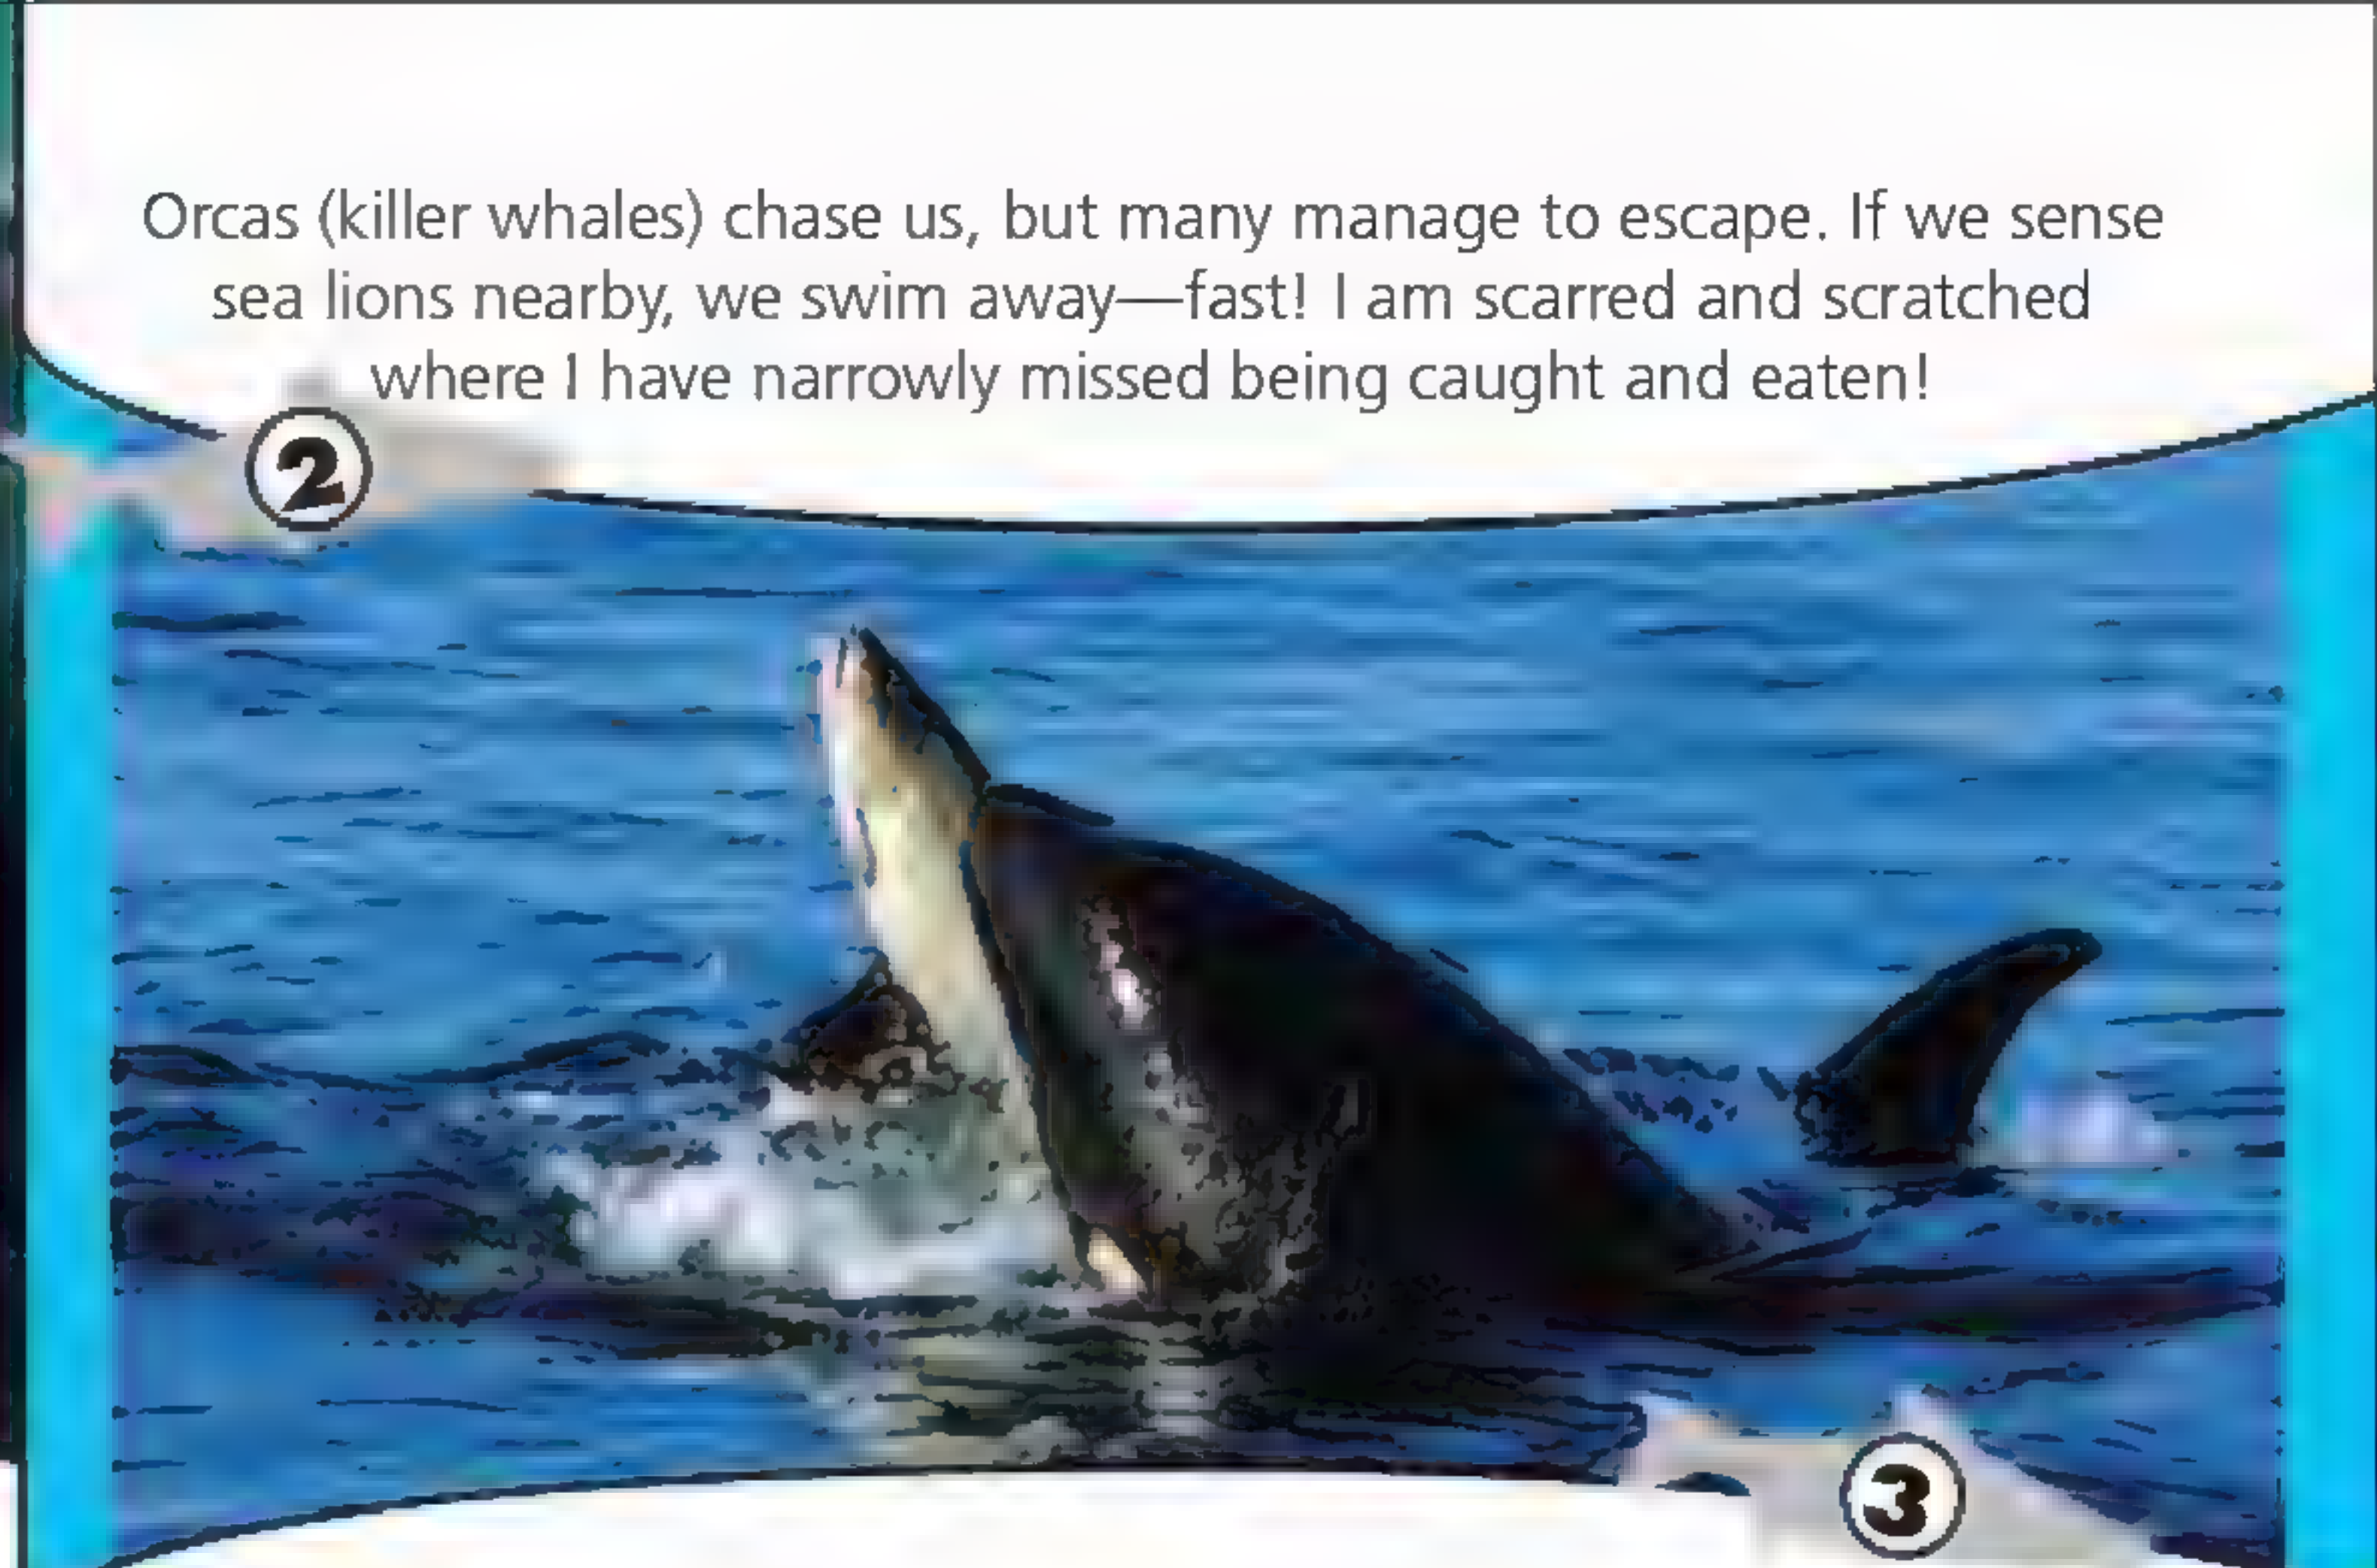 Orcas (killer whales) chase us, but many manage to escape. If we sense
sea lions nearby, we swim away—fast! I am scarred and scratched
where I have narrowly missed being caught and eaten!
2
3